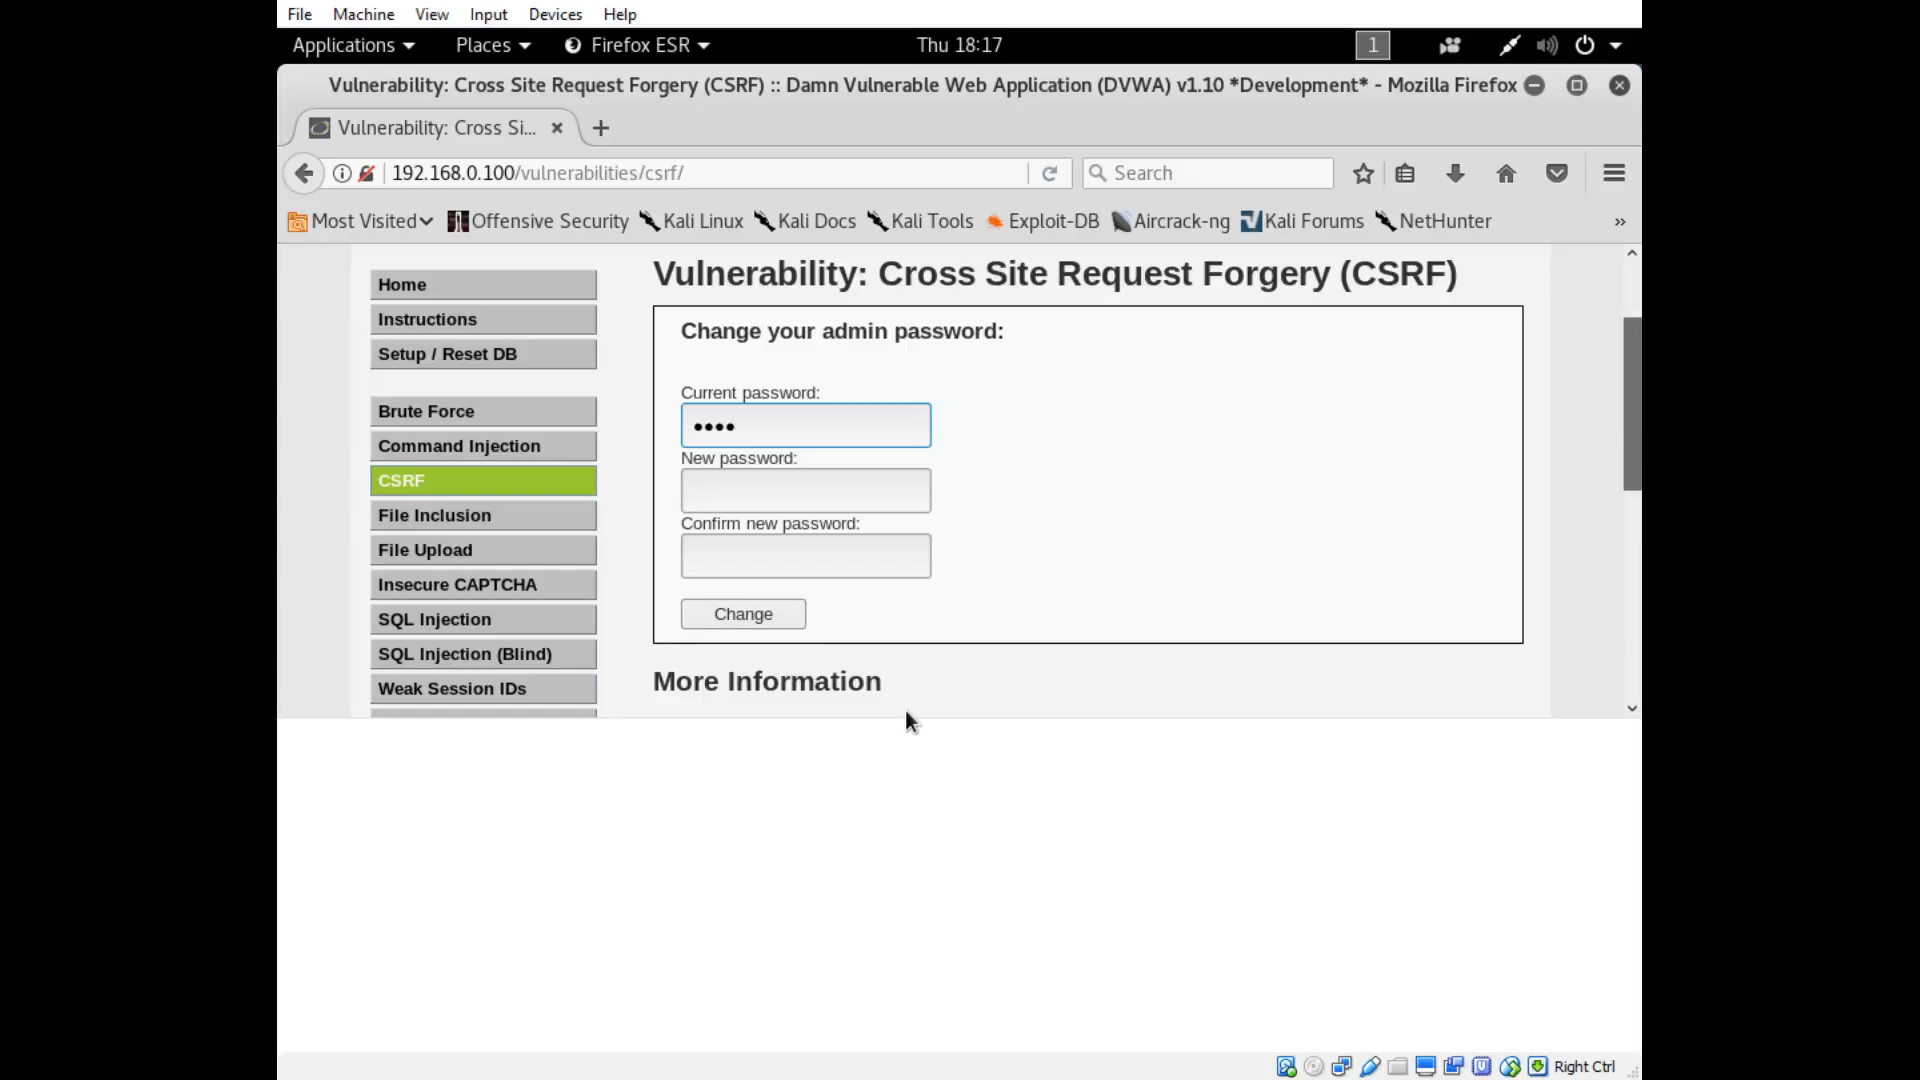 File Machine View Input Devices Help
Applications Places Firefox ESR Thu 18:17 1
Vulnerability: Cross Site Request Forgery (CSRF) :: Damn Vulnerable Web Application (DVWA) v1.10 *Development* - Mozilla Firefox
Vulnerability: Cross Si...
192.168.0.100/vulnerabilities/csrf/ Search
Most Visited Offensive Security Kali Linux Kali Docs Kali Tools Exploit-DB Aircrack-ng Kali Forums NetHunter »
Home
Instructions
Setup / Reset DB
Brute Force
Command Injection
CSRF
File Inclusion
File Upload
Insecure CAPTCHA
SQL Injection
SQL Injection (Blind)
Weak Session IDs
Vulnerability: Cross Site Request Forgery (CSRF)
Change your admin password:
Current password:
••••
New password:
Confirm new password:
Change
More Information
Right Ctrl